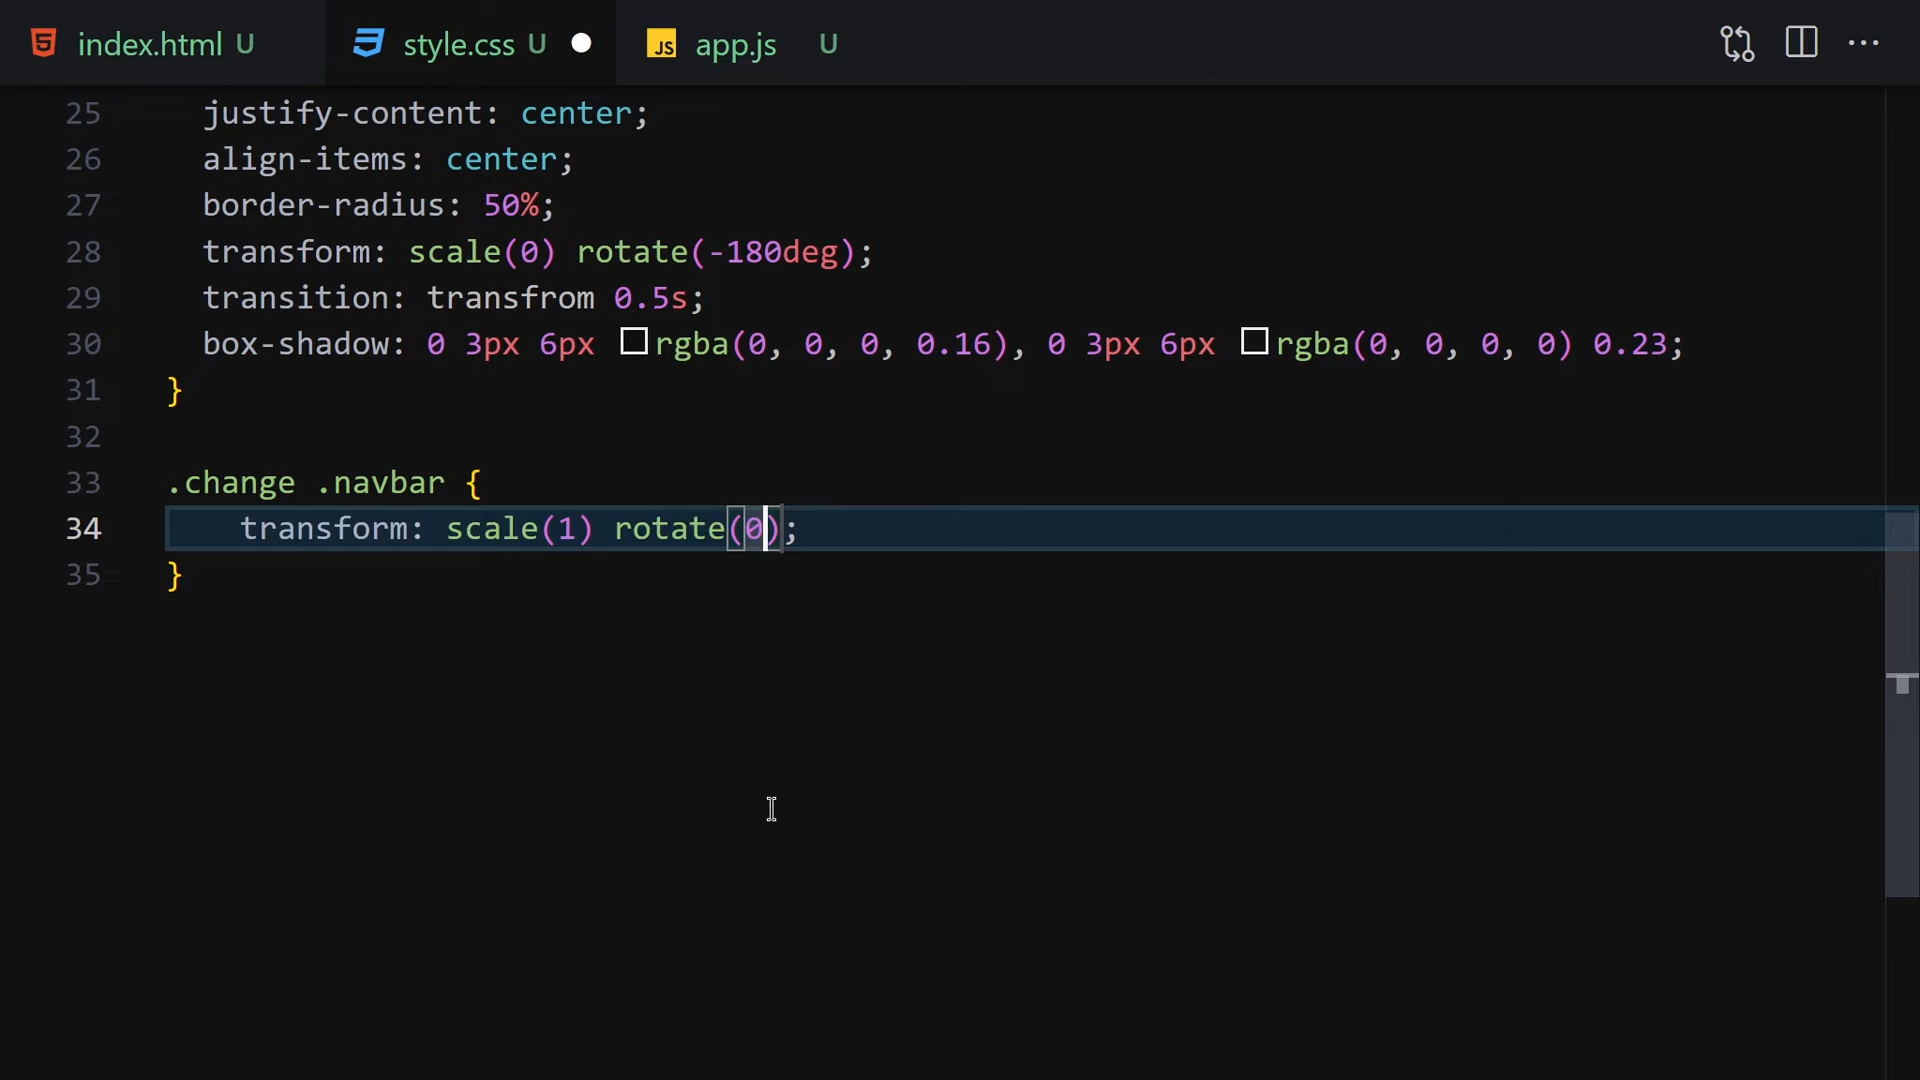 index.html U style.css U app.js U
25 justify-content: center;
26 align-items: center;
27 border-radius: 50%;
28 transform: scale(0) rotate(-180deg);
29 transition: transfrom 0.5s;
30 box-shadow: 0 3px 6px rgba(0, 0, 0, 0.16), 0 3px 6px rgba(0, 0, 0, 0) 0.23;
31 }
32
33 .change .navbar {
34 transform: scale(1) rotate(0);
35 }